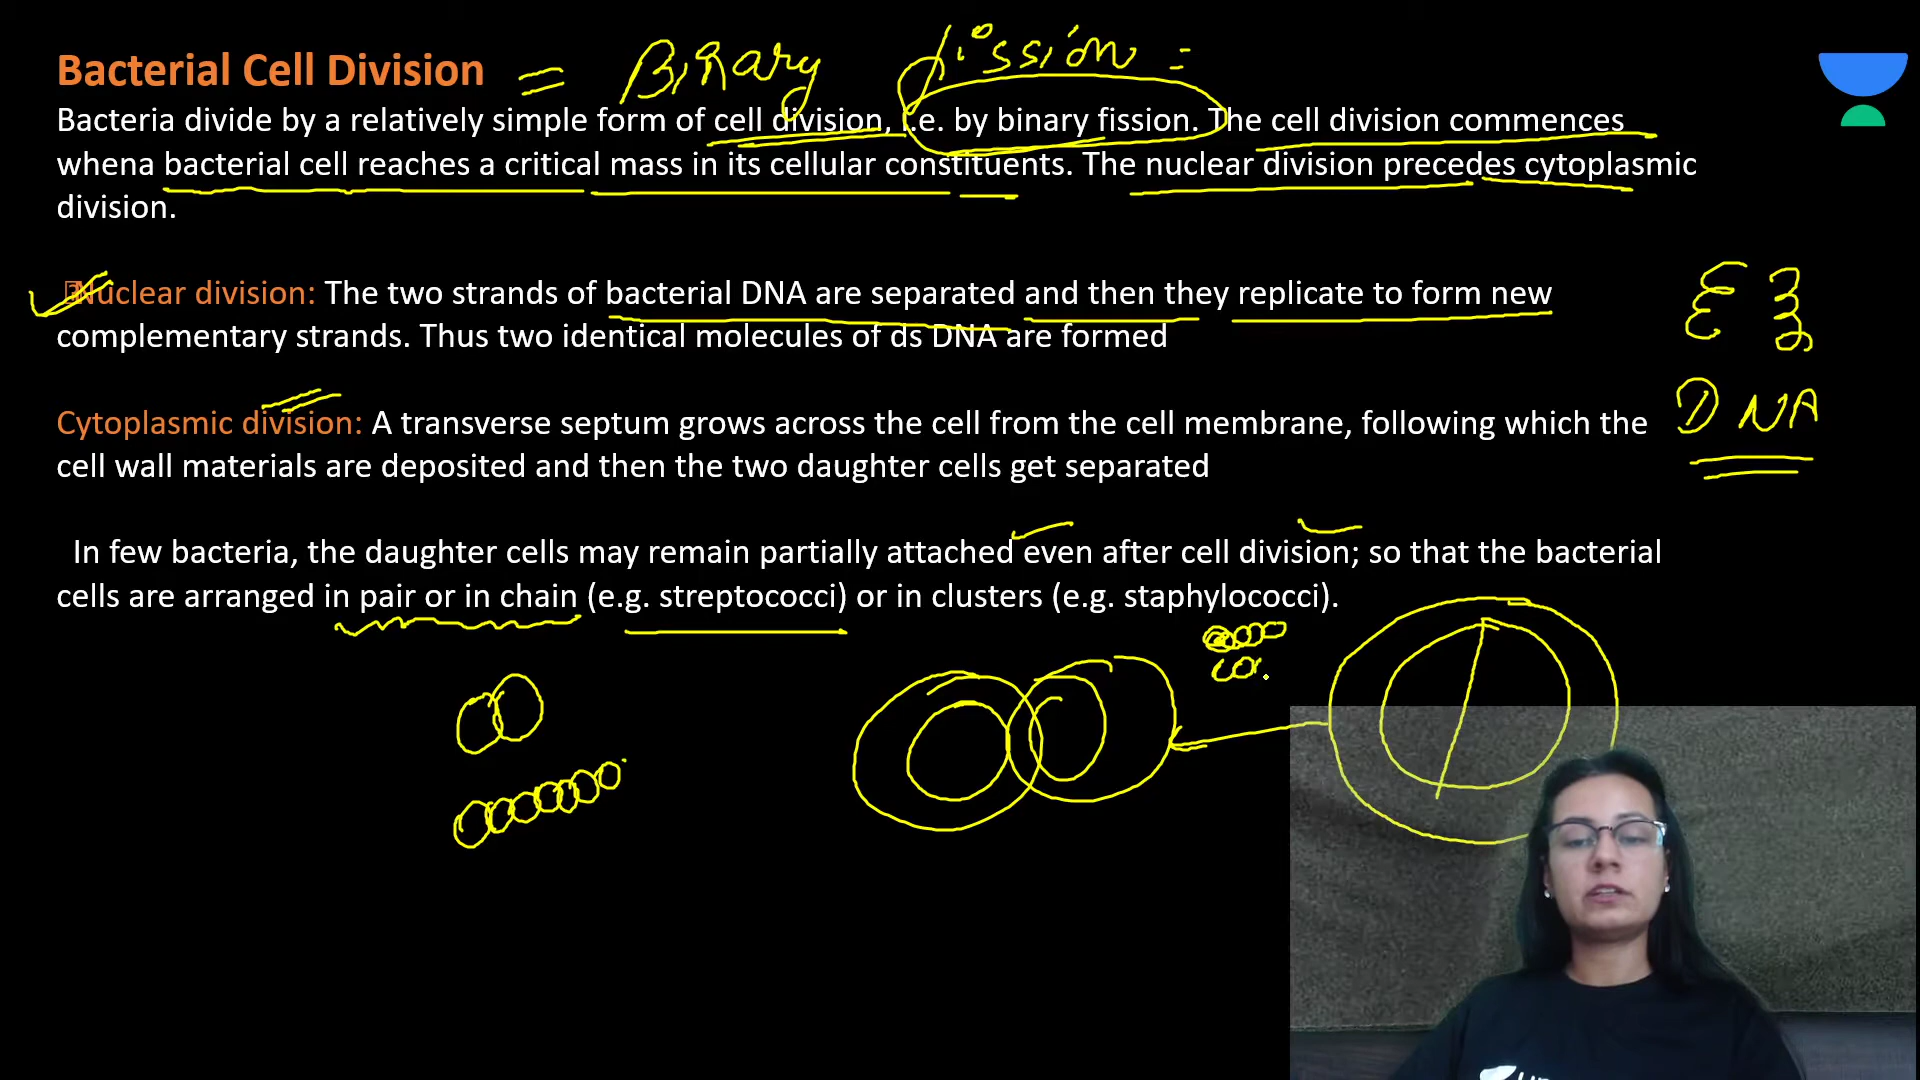 Bacterial Cell Division = Binary fission =
Bacteria divide by a relatively simple form of cell division, i.e. by binary fission. The cell division commences
whena bacterial cell reaches a critical mass in its cellular constituents. The nuclear division precedes cytoplasmic
division.
Nuclear division: The two strands of bacterial DNA are separated and then they replicate to form new
complementary strands. Thus two identical molecules of ds DNA are formed
DNA
Cytoplasmic division: A transverse septum grows across the cell from the cell membrane, following which the
cell wall materials are deposited and then the two daughter cells get separated
In few bacteria, the daughter cells may remain partially attached even after cell division; so that the bacterial
cells are arranged in pair or in chain (e.g. streptococci) or in clusters (e.g. staphylococci).